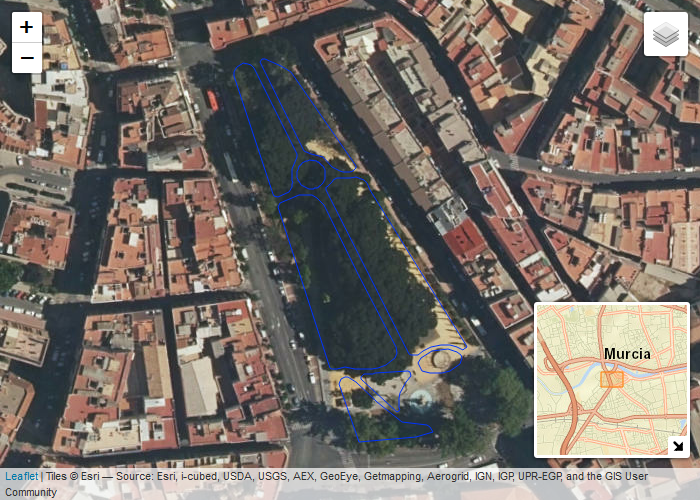 +
−
Murcia
Leaflet | Tiles © Esri — Source: Esri, i-cubed, USDA, USGS, AEX, GeoEye, Getmapping, Aerogrid, IGN, IGP, UPR-EGP, and the GIS User
Community